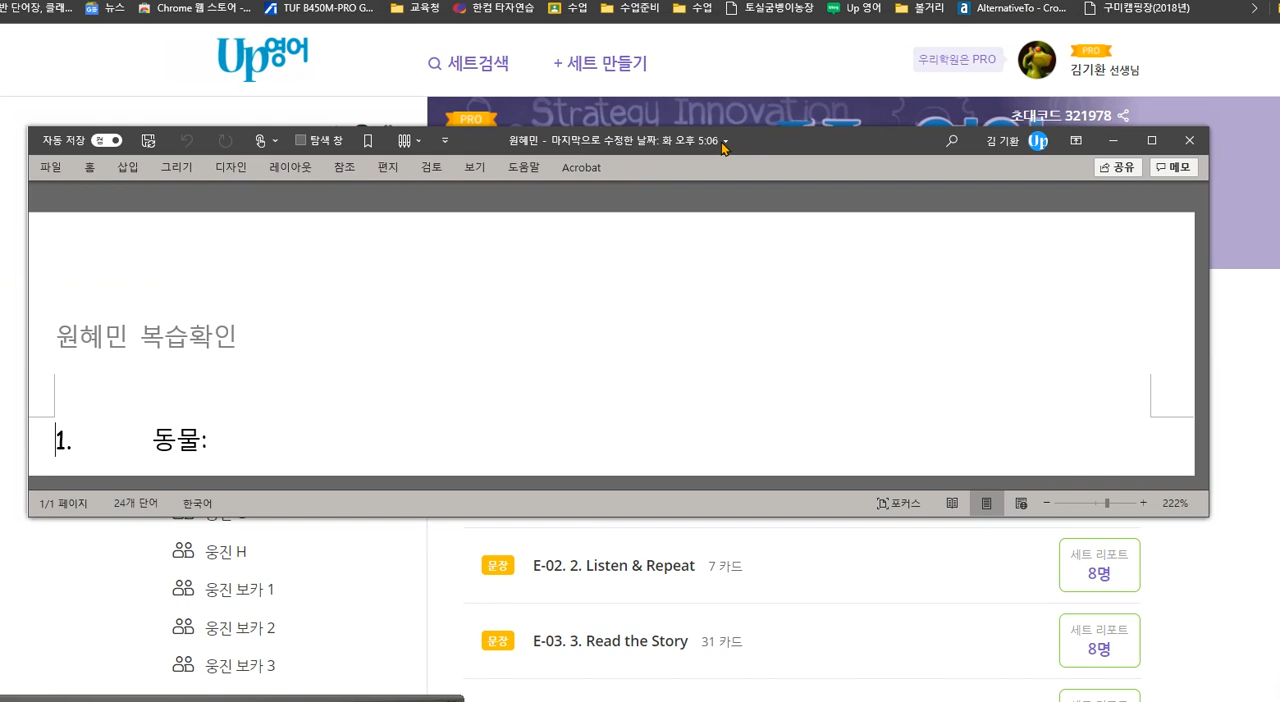 반 단어장, 클래... 뉴스 Chrome 웹 스토어 -... TUF B450M-PRO G... 교육청 한컴 타자연습 수업 수업준비 수업 토실굼벵이농장 Up 영어 볼거리 AlternativeTo - Cro... 구미캠핑장(2018년)
Up영어 세트검색 + 세트 만들기 우리학원은 PRO PRO 김기환 선생님
PRO Strategy Innovation 초대코드 321978
자동 저장 원혜민 - 마지막으로 수정한 날짜: 화 오후 5:06 김 기환 Up
탐색 창
파일 홈 삽입 그리기 디자인 레이아웃 참조 편지 검토 보기 도움말 Acrobat 공유 메모
원혜민 복습확인
1. 동물:
1/1 페이지 24개 단어 한국어 포커스 222%
웅진 H
웅진 보카 1
웅진 보카 2
웅진 보카 3
문장 E-02. 2. Listen & Repeat 7 카드 세트 리포트
8명
문장 E-03. 3. Read the Story 31 카드 세트 리포트
8명